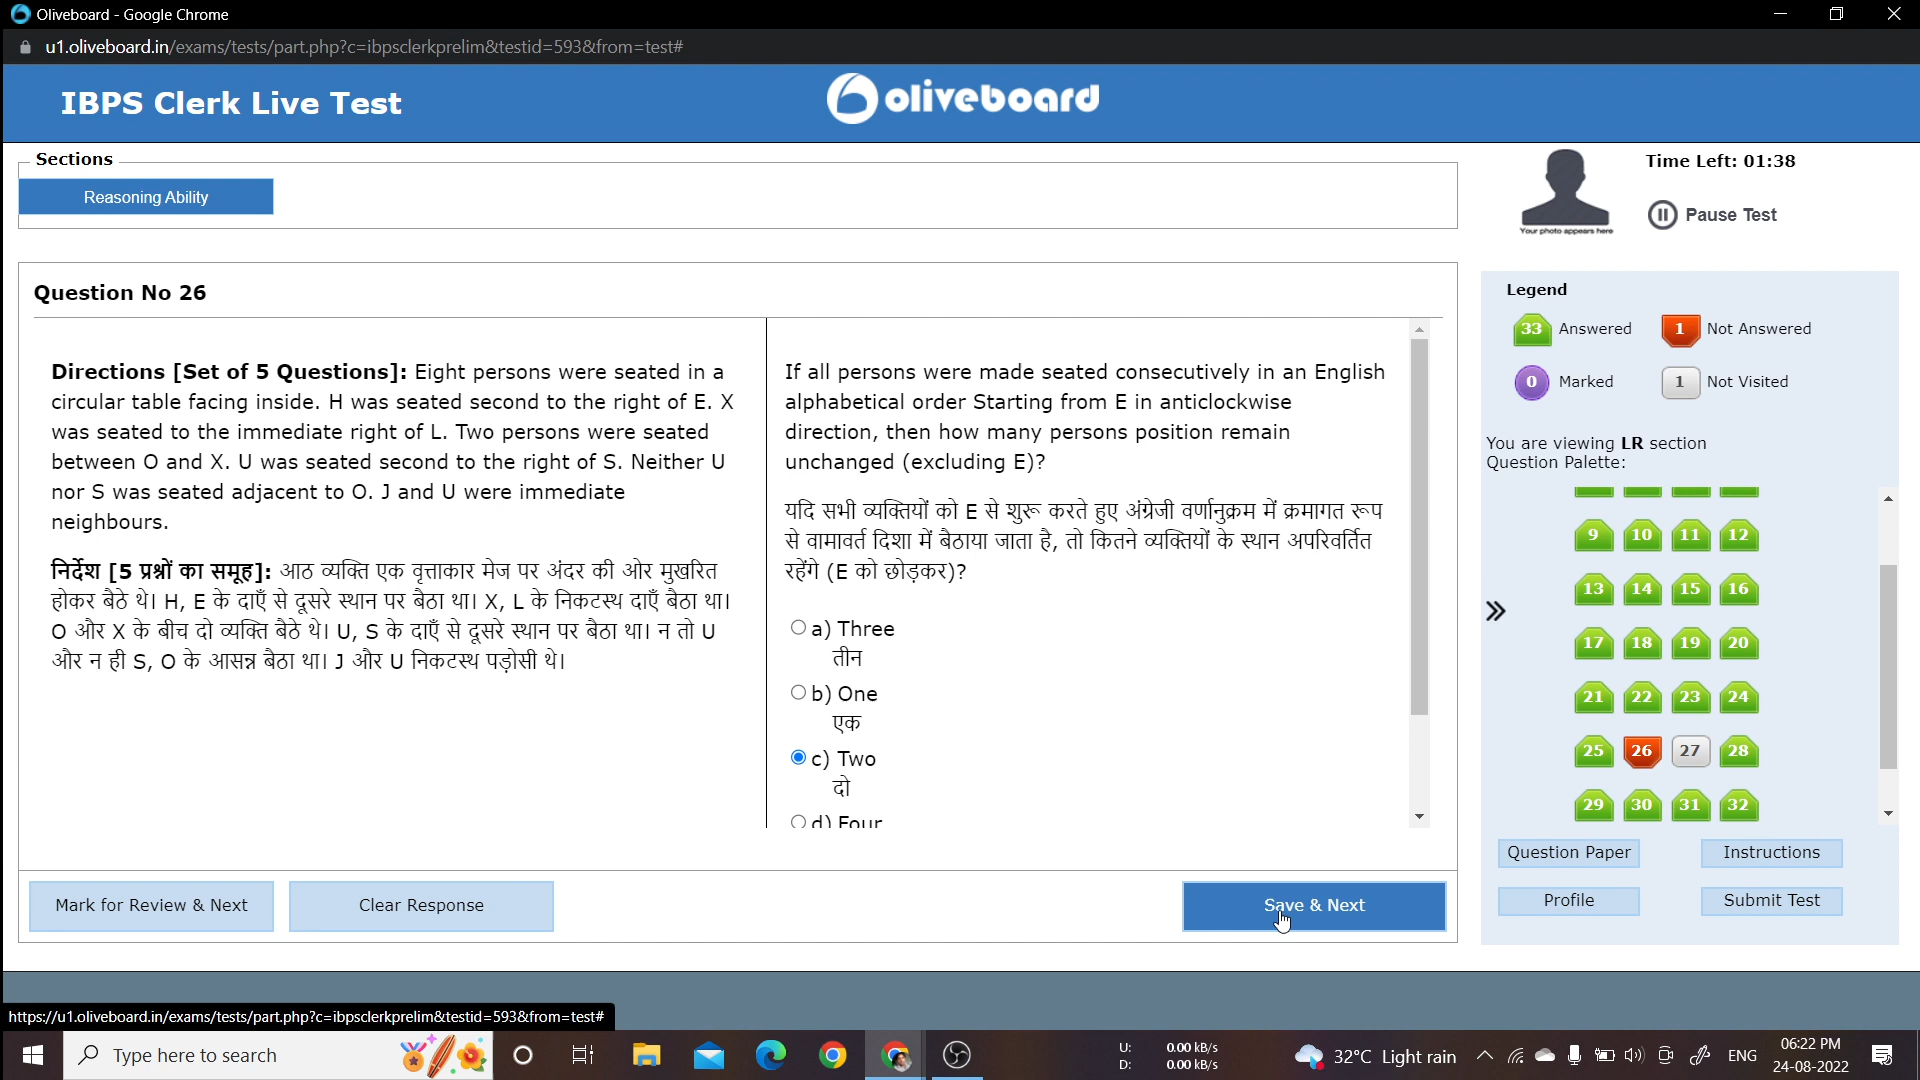 Oliveboard - Google Chrome
u1.oliveboard.in/exams/tests/part.php?c=ibpsclerkprelim&testid=593&from=test#
IBPS Clerk Live Test
oliveboard
Sections
Reasoning Ability
Your photo appears here
Time Left: 01:38
Pause Test
Question No 26
Directions [Set of 5 Questions]: Eight persons were seated in a
circular table facing inside. H was seated second to the right of E. X
was seated to the immediate right of L. Two persons were seated
between O and X. U was seated second to the right of S. Neither U
nor S was seated adjacent to O. J and U were immediate
neighbours.
निर्देश [5 प्रश्नों का समूह]: आठ व्यक्ति एक वृत्ताकार मेज पर अंदर की ओर मुखरित
होकर बैठे थे। H, E के दाएँ से दूसरे स्थान पर बैठा था। X, L के निकटस्थ दाएँ बैठा था।
O और X के बीच दो व्यक्ति बैठे थे। U, S के दाएँ से दूसरे स्थान पर बैठा था। न तो U
और न ही S, O के आसन्न बैठा था। J और U निकटस्थ पड़ोसी थे।
If all persons were made seated consecutively in an English
alphabetical order Starting from E in anticlockwise
direction, then how many persons position remain
unchanged (excluding E)?
यदि सभी व्यक्तियों को E से शुरू करते हुए अंग्रेजी वर्णानुक्रम में क्रमागत रूप
से वामावर्त दिशा में बैठाया जाता है, तो कितने व्यक्तियों के स्थान अपरिवर्तित
रहेंगे (E को छोड़कर)?
a) Three
तीन
b) One
एक
c) Two
दो
d) Four
Mark for Review & Next
Clear Response
Save & Next
Legend
33 Answered
1 Not Answered
0 Marked
1 Not Visited
You are viewing LR section
Question Palette:
9 10 11 12
13 14 15 16
17 18 19 20
21 22 23 24
25 26 27 28
29 30 31 32
Question Paper
Instructions
Profile
Submit Test
https://u1.oliveboard.in/exams/tests/part.php?c=ibpsclerkprelim&testid=593&from=test#
Type here to search
U: 0.00 kB/s
D: 0.00 kB/s
32°C Light rain
ENG
06:22 PM
24-08-2022